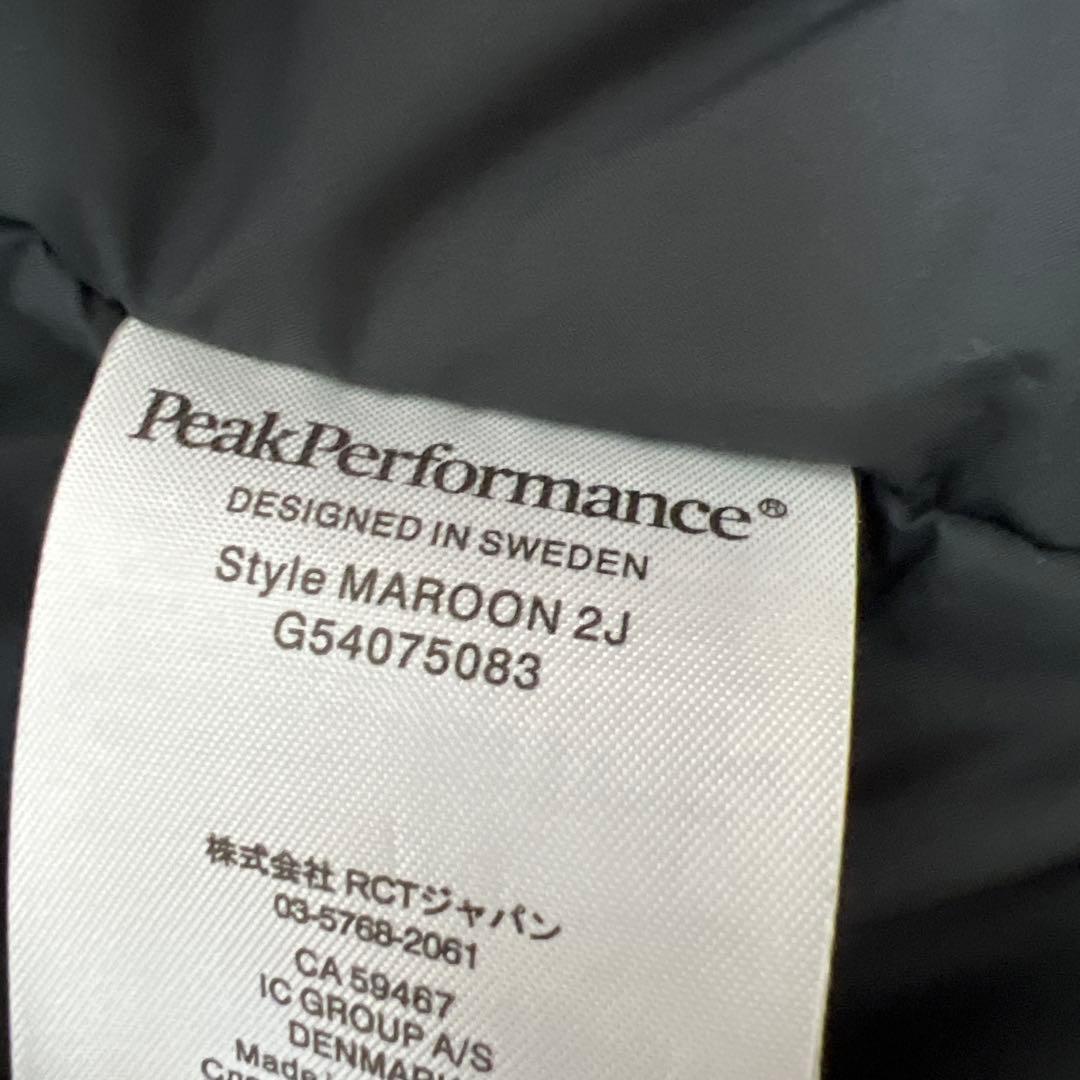 PeakPerformance®
DESIGNED IN SWEDEN
Style MAROON 2J
G54075083
株式会社 RCTジャパン
03-5768-2061
CA 59467
IC GROUP A/S
DENMARK
Made